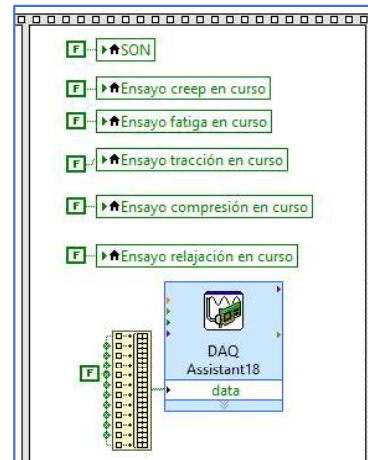 F SON
F Ensayo creep en curso
F Ensayo fatiga en curso
F Ensayo tracción en curso
F Ensayo compresión en curso
F Ensayo relajación en curso
DAQ
Assistant18
F
data